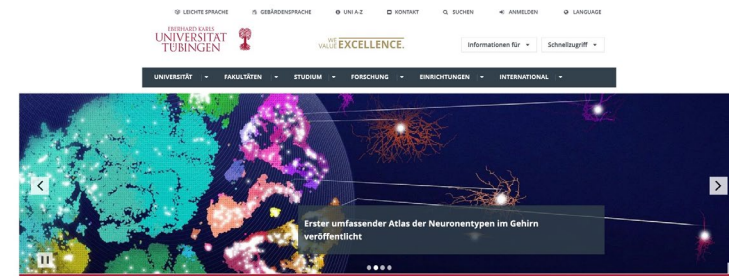 LEICHTE SPRACHE GEBÄRDENSPRACHE UNI A-Z KONTAKT SUCHEN ANMELDEN LANGUAGE
EBERHARD KARLS
UNIVERSITÄT
TÜBINGEN
WE
VALUE EXCELLENCE.
Informationen für Schnellzugriff
UNIVERSITÄT FAKULTÄTEN STUDIUM FORSCHUNG EINRICHTUNGEN INTERNATIONAL
Erster umfassender Atlas der Neuronentypen im Gehirn
veröffentlicht